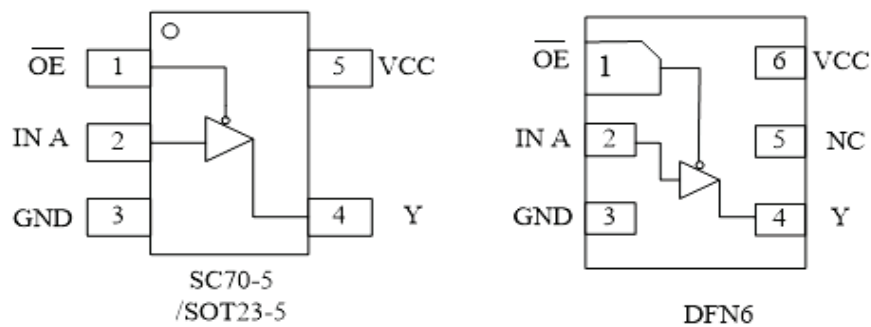 OE 1 5 VCC
IN A 2
GND 3 4 Y
SC70-5
/SOT23-5
OE 1 6 VCC
IN A 2 5 NC
GND 3 4 Y
DFN6